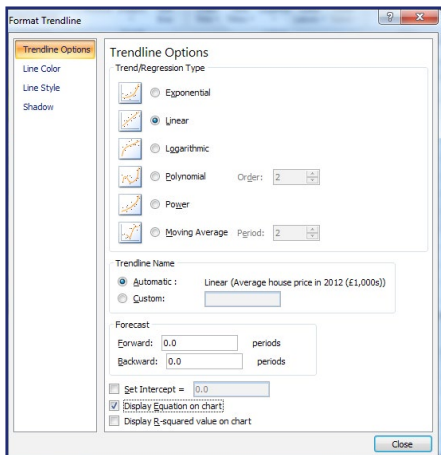 Format Trendline
Trendline Options
Line Color
Line Style
Shadow
Trendline Options
Trend/Regression Type
Exponential
Linear
Logarithmic
Polynomial Order: 2
Power
Moving Average Period: 2
Trendline Name
Automatic : Linear (Average house price in 2012 (£1,000s))
Custom:
Forecast
Forward: 0.0 periods
Backward: 0.0 periods
Set Intercept = 0.0
Display Equation on chart
Display R-squared value on chart
Close